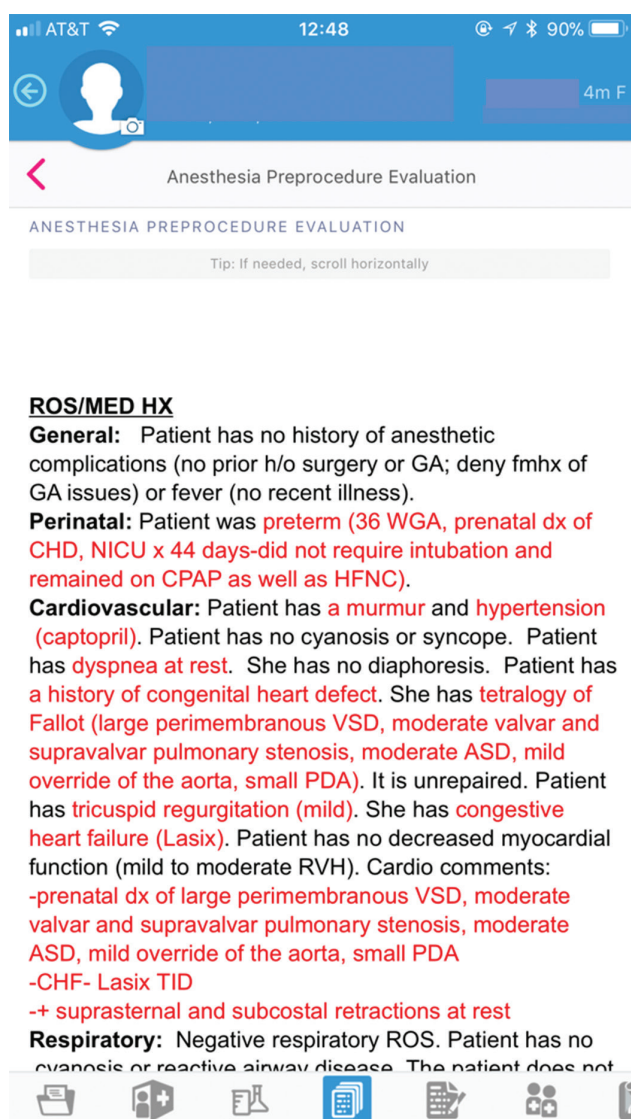 AT&T 12:48 90%
4m F
Anesthesia Preprocedure Evaluation
ANESTHESIA PREPROCEDURE EVALUATION
Tip: If needed, scroll horizontally
ROS/MED HX
General: Patient has no history of anesthetic
complications (no prior h/o surgery or GA; deny fmhx of
GA issues) or fever (no recent illness).
Perinatal: Patient was preterm (36 WGA, prenatal dx of
CHD, NICU x 44 days-did not require intubation and
remained on CPAP as well as HFNC).
Cardiovascular: Patient has a murmur and hypertension
(captopril). Patient has no cyanosis or syncope. Patient
has dyspnea at rest. She has no diaphoresis. Patient has
a history of congenital heart defect. She has tetralogy of
Fallot (large perimembranous VSD, moderate valvar and
supravalvar pulmonary stenosis, moderate ASD, mild
override of the aorta, small PDA). It is unrepaired. Patient
has tricuspid regurgitation (mild). She has congestive
heart failure (Lasix). Patient has no decreased myocardial
function (mild to moderate RVH). Cardio comments:
-prenatal dx of large perimembranous VSD, moderate
valvar and supravalvar pulmonary stenosis, moderate
ASD, mild override of the aorta, small PDA
-CHF- Lasix TID
-+ suprasternal and subcostal retractions at rest
Respiratory: Negative respiratory ROS. Patient has no
cyanosis or reactive airway disease. The patient does not